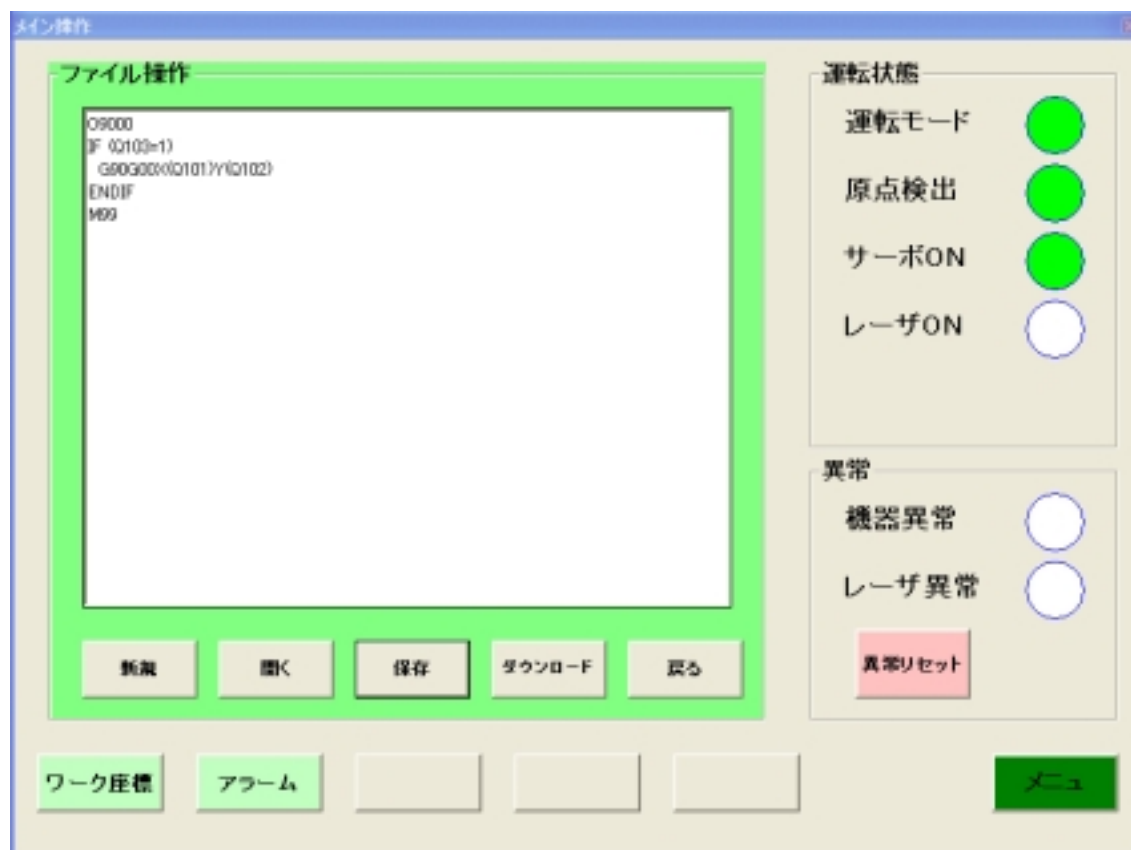 メイン操作
ファイル操作
O9000
IF (Q103=1)
G90G00X(Q101)Y(Q102)
ENDIF
M99
新規
開く
保存
ダウンロード
戻る
運転状態
運転モード
原点検出
サーボON
レーザON
異常
機器異常
レーザ異常
異常リセット
ワーク座標
アラーム
メニュ